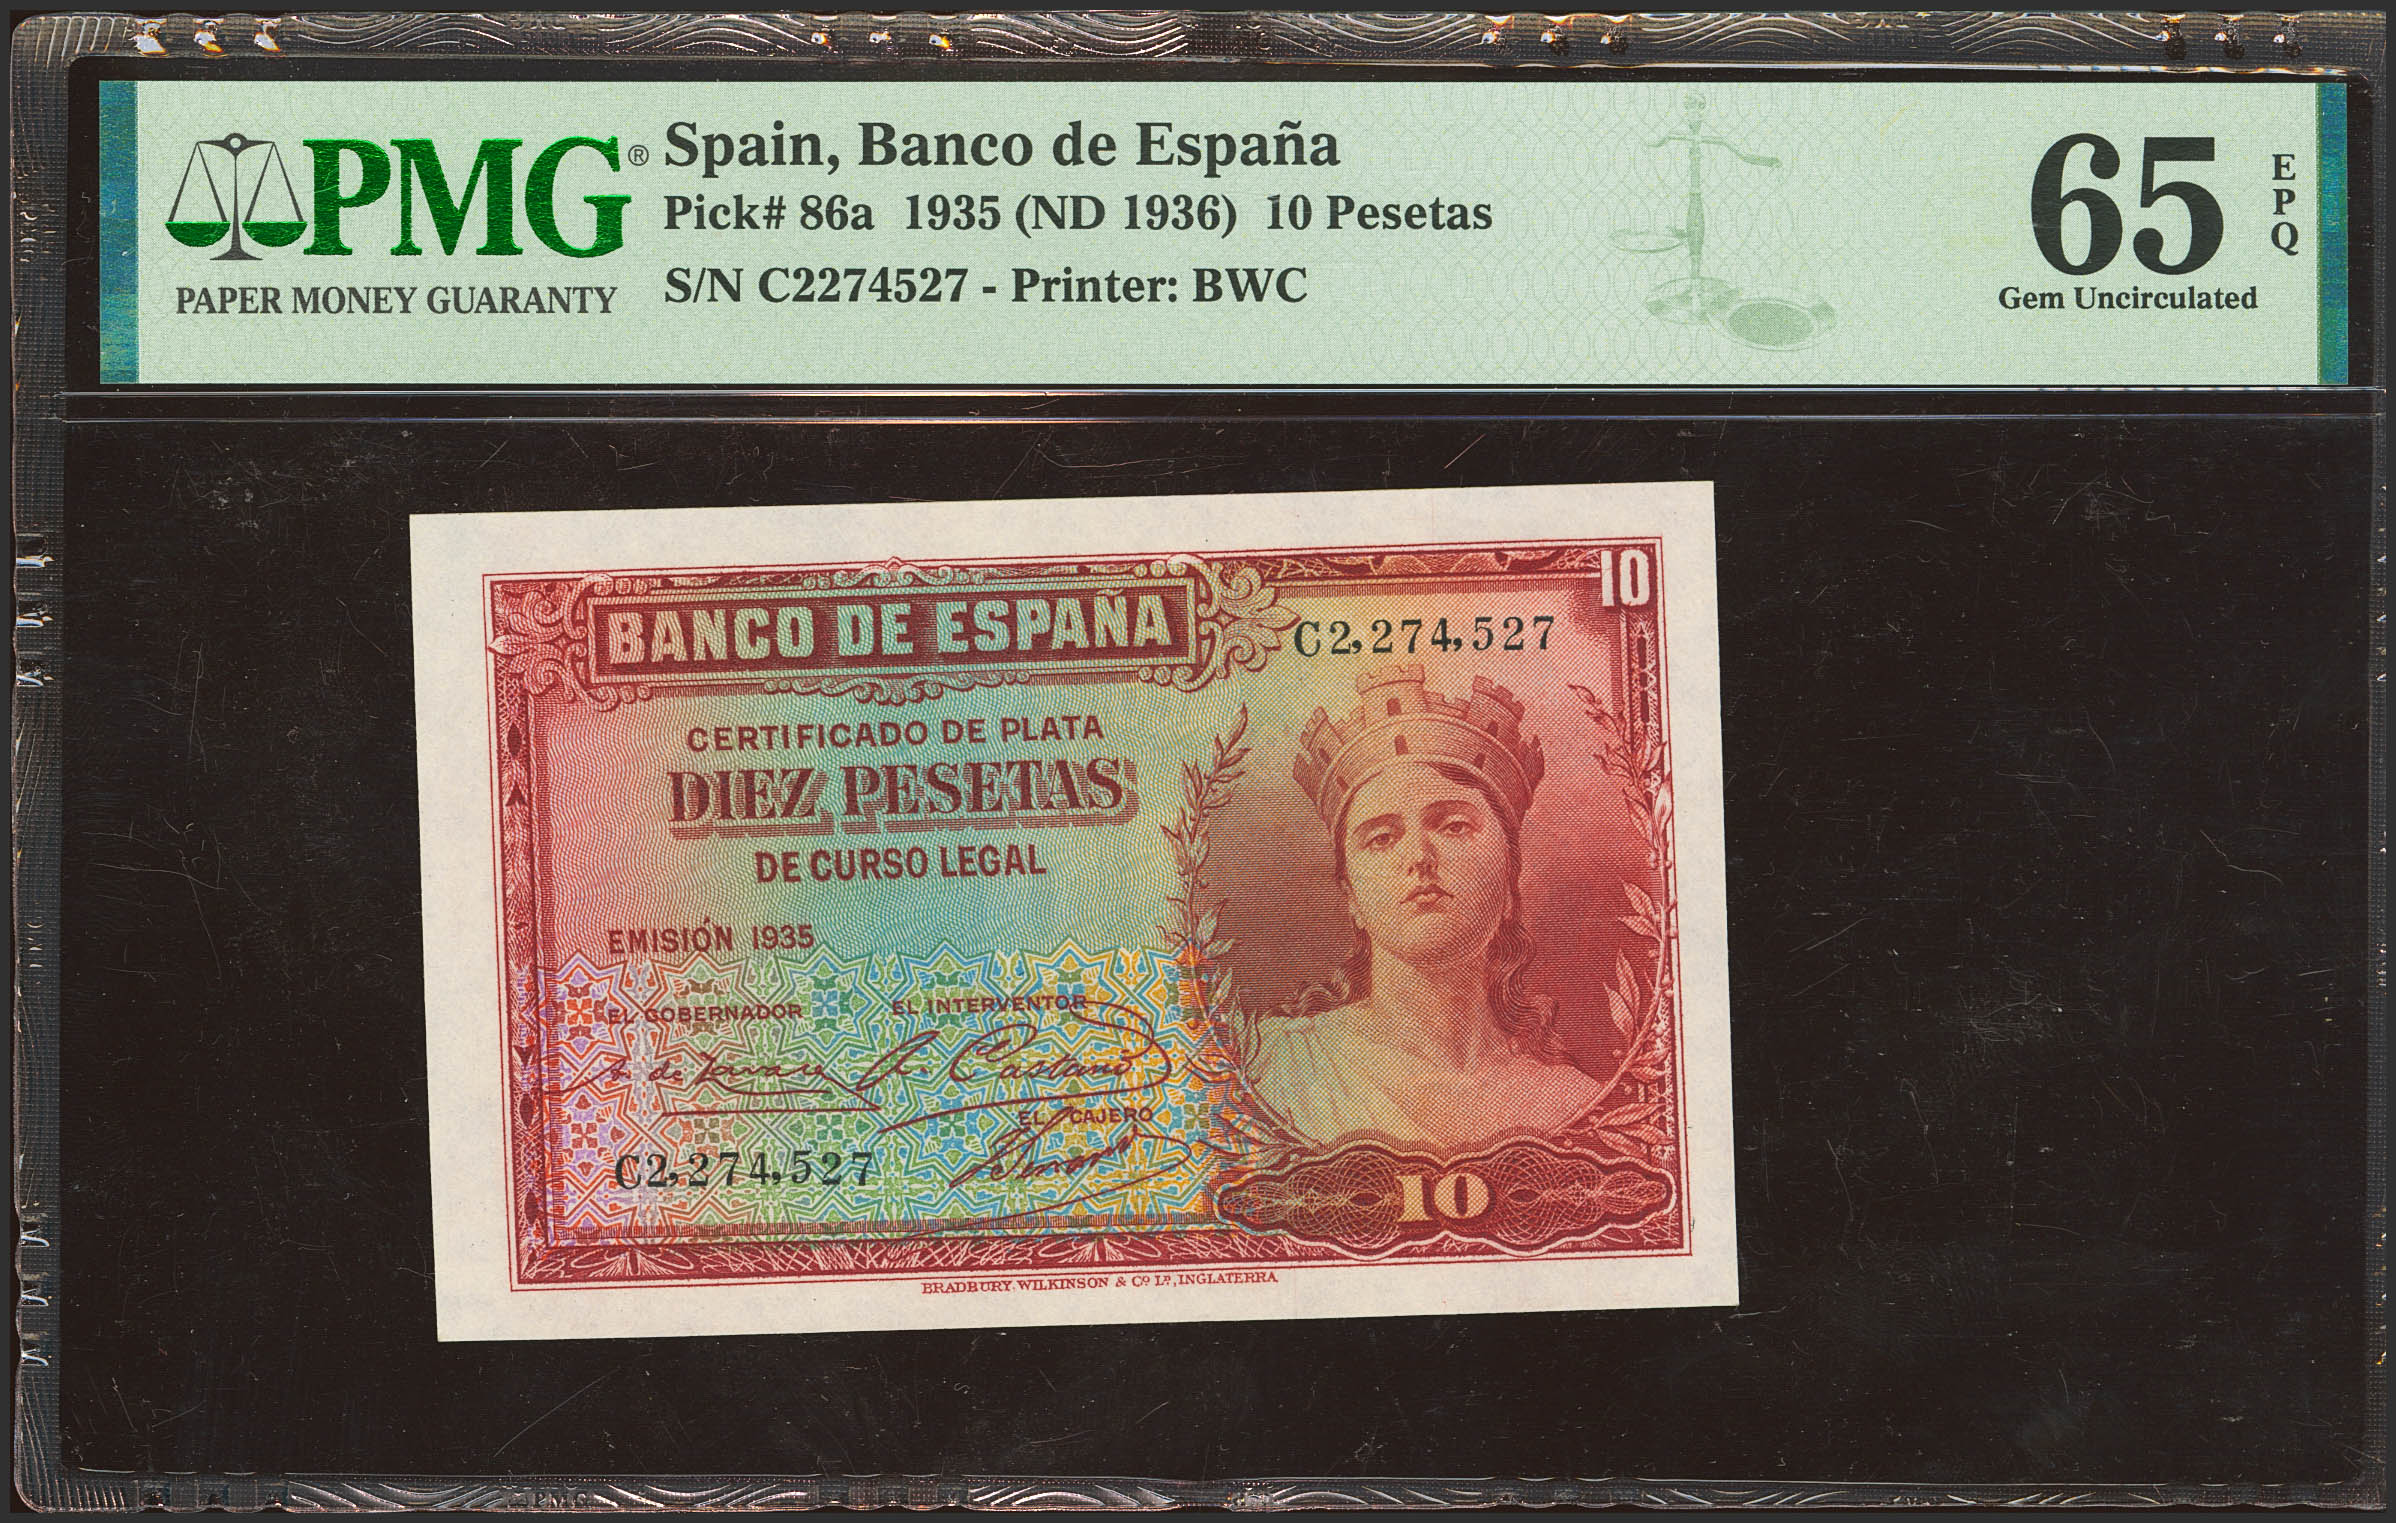 PMG®
PAPER MONEY GUARANTY
Spain, Banco de España
Pick# 86a 1935 (ND 1936) 10 Pesetas
S/N C2274527 - Printer: BWC
65
EPQ
Gem Uncirculated
10
BANCO DE ESPAÑA
C2,274,527
CERTIFICADO DE PLATA
DIEZ PESETAS
DE CURSO LEGAL
EMISIÓN 1935
EL GOBERNADOR EL INTERVENTOR
A. Castaño
EL CAJERO
C2,274,527
10
BRADBURY, WILKINSON & Cº Lᴰ, INGLATERRA
PMG